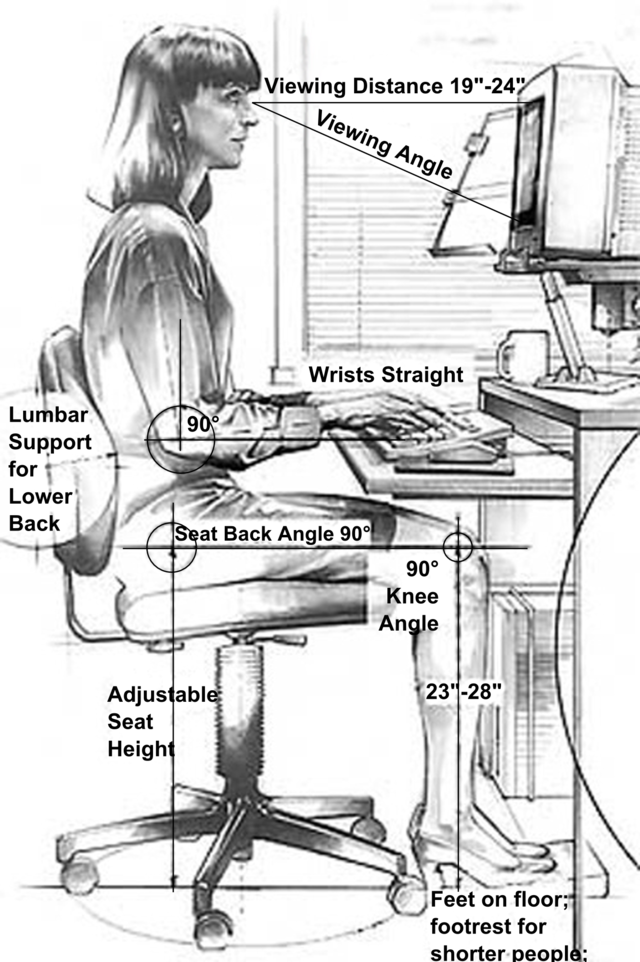 Viewing Distance 19"-24"
Viewing Angle
Wrists Straight
90°
Lumbar
Support
for
Lower
Back
Seat Back Angle 90°
90°
Knee
Angle
Adjustable
Seat
Height
23"-28"
Feet on floor;
footrest for
shorter people;